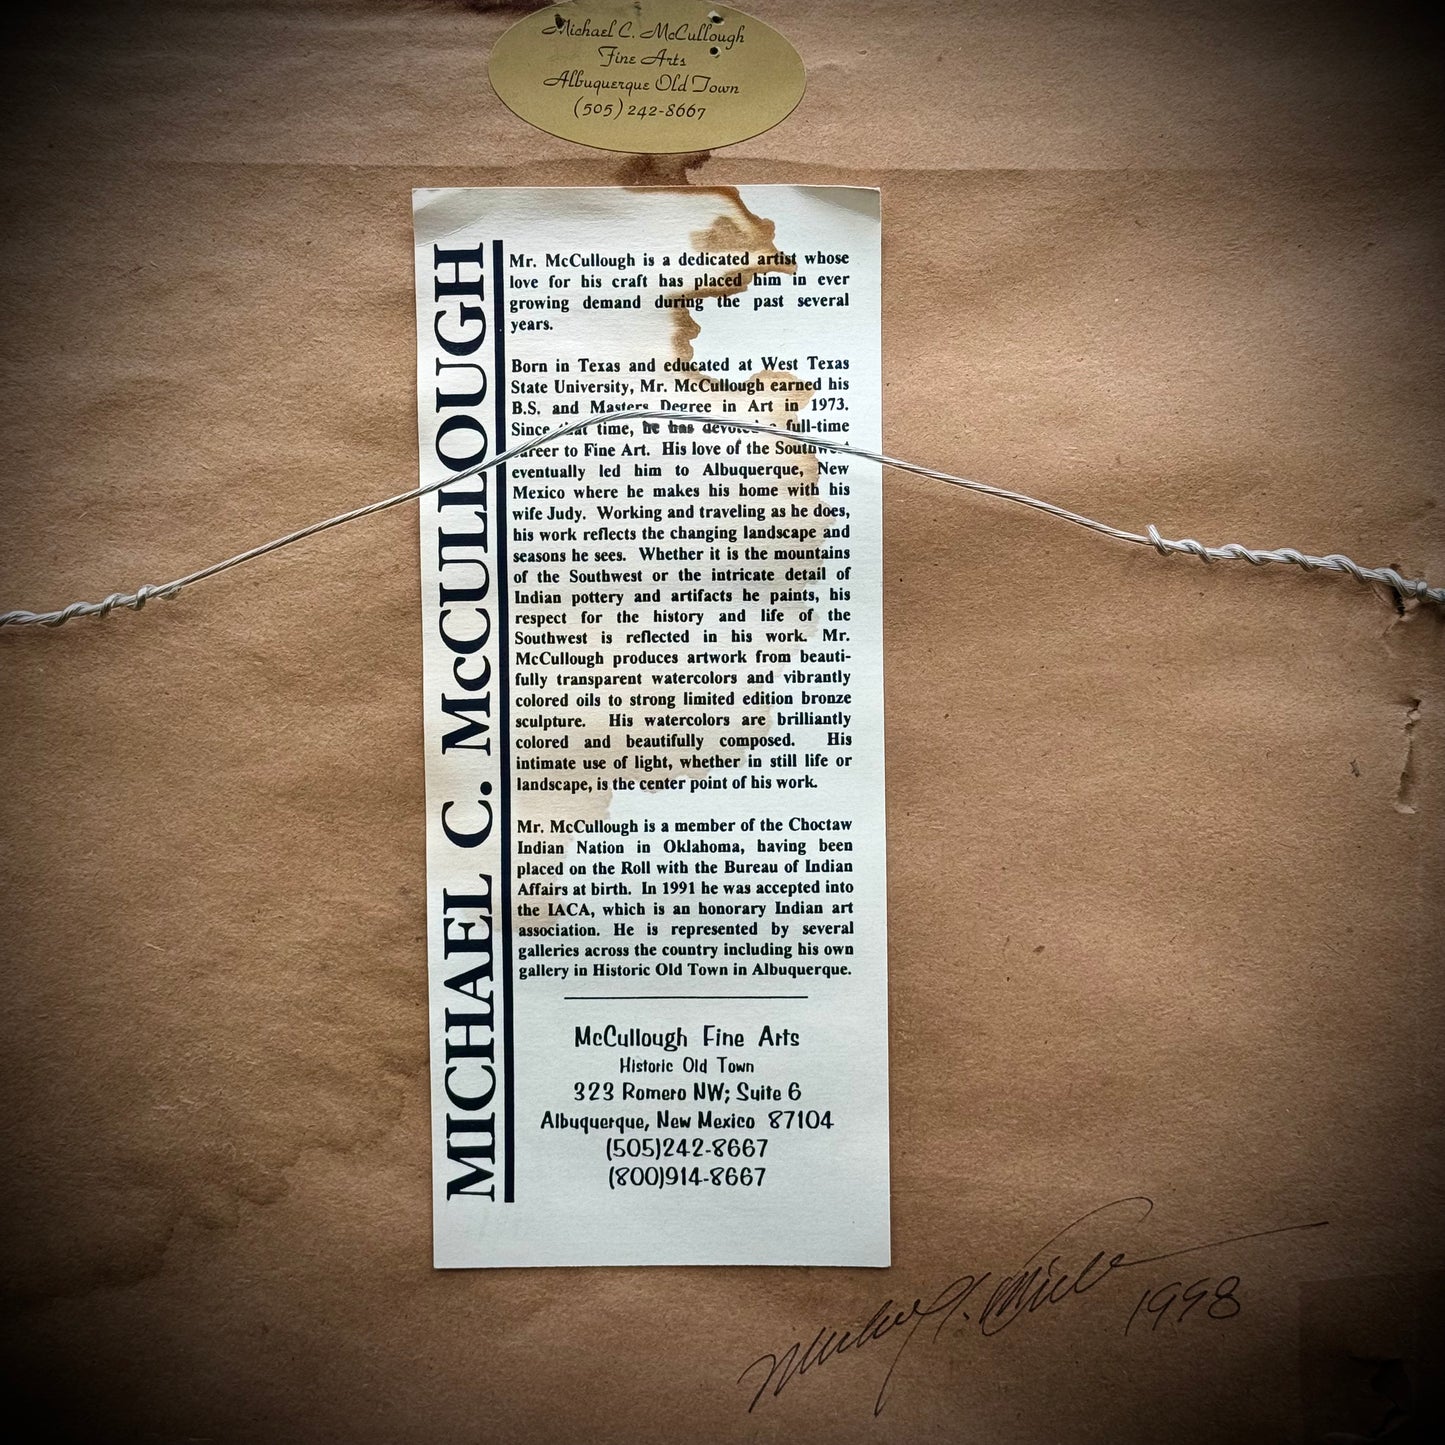 Michael C. McCullough
Fine Arts
Albuquerque Old Town
(505) 242-8667
MICHAEL C. McCULLOUGH
Mr. McCullough is a dedicated artist whose
love for his craft has placed him in ever
growing demand during the past several
years.
Born in Texas and educated at West Texas
State University, Mr. McCullough earned his
B.S. and Masters Degree in Art in 1973.
Since that time, he has devoted a full-time
career to Fine Art. His love of the Southwest
eventually led him to Albuquerque, New
Mexico where he makes his home with his
wife Judy. Working and traveling as he does,
his work reflects the changing landscape and
seasons he sees. Whether it is the mountains
of the Southwest or the intricate detail of
Indian pottery and artifacts he paints, his
respect for the history and life of the
Southwest is reflected in his work. Mr.
McCullough produces artwork from beauti-
fully transparent watercolors and vibrantly
colored oils to strong limited edition bronze
sculpture. His watercolors are brilliantly
colored and beautifully composed. His
intimate use of light, whether in still life or
landscape, is the center point of his work.
Mr. McCullough is a member of the Choctaw
Indian Nation in Oklahoma, having been
placed on the Roll with the Bureau of Indian
Affairs at birth. In 1991 he was accepted into
the IACA, which is an honorary Indian art
association. He is represented by several
galleries across the country including his own
gallery in Historic Old Town in Albuquerque.
McCullough Fine Arts
Historic Old Town
323 Romero NW; Suite 6
Albuquerque, New Mexico 87104
(505)242-8667
(800)914-8667
1998